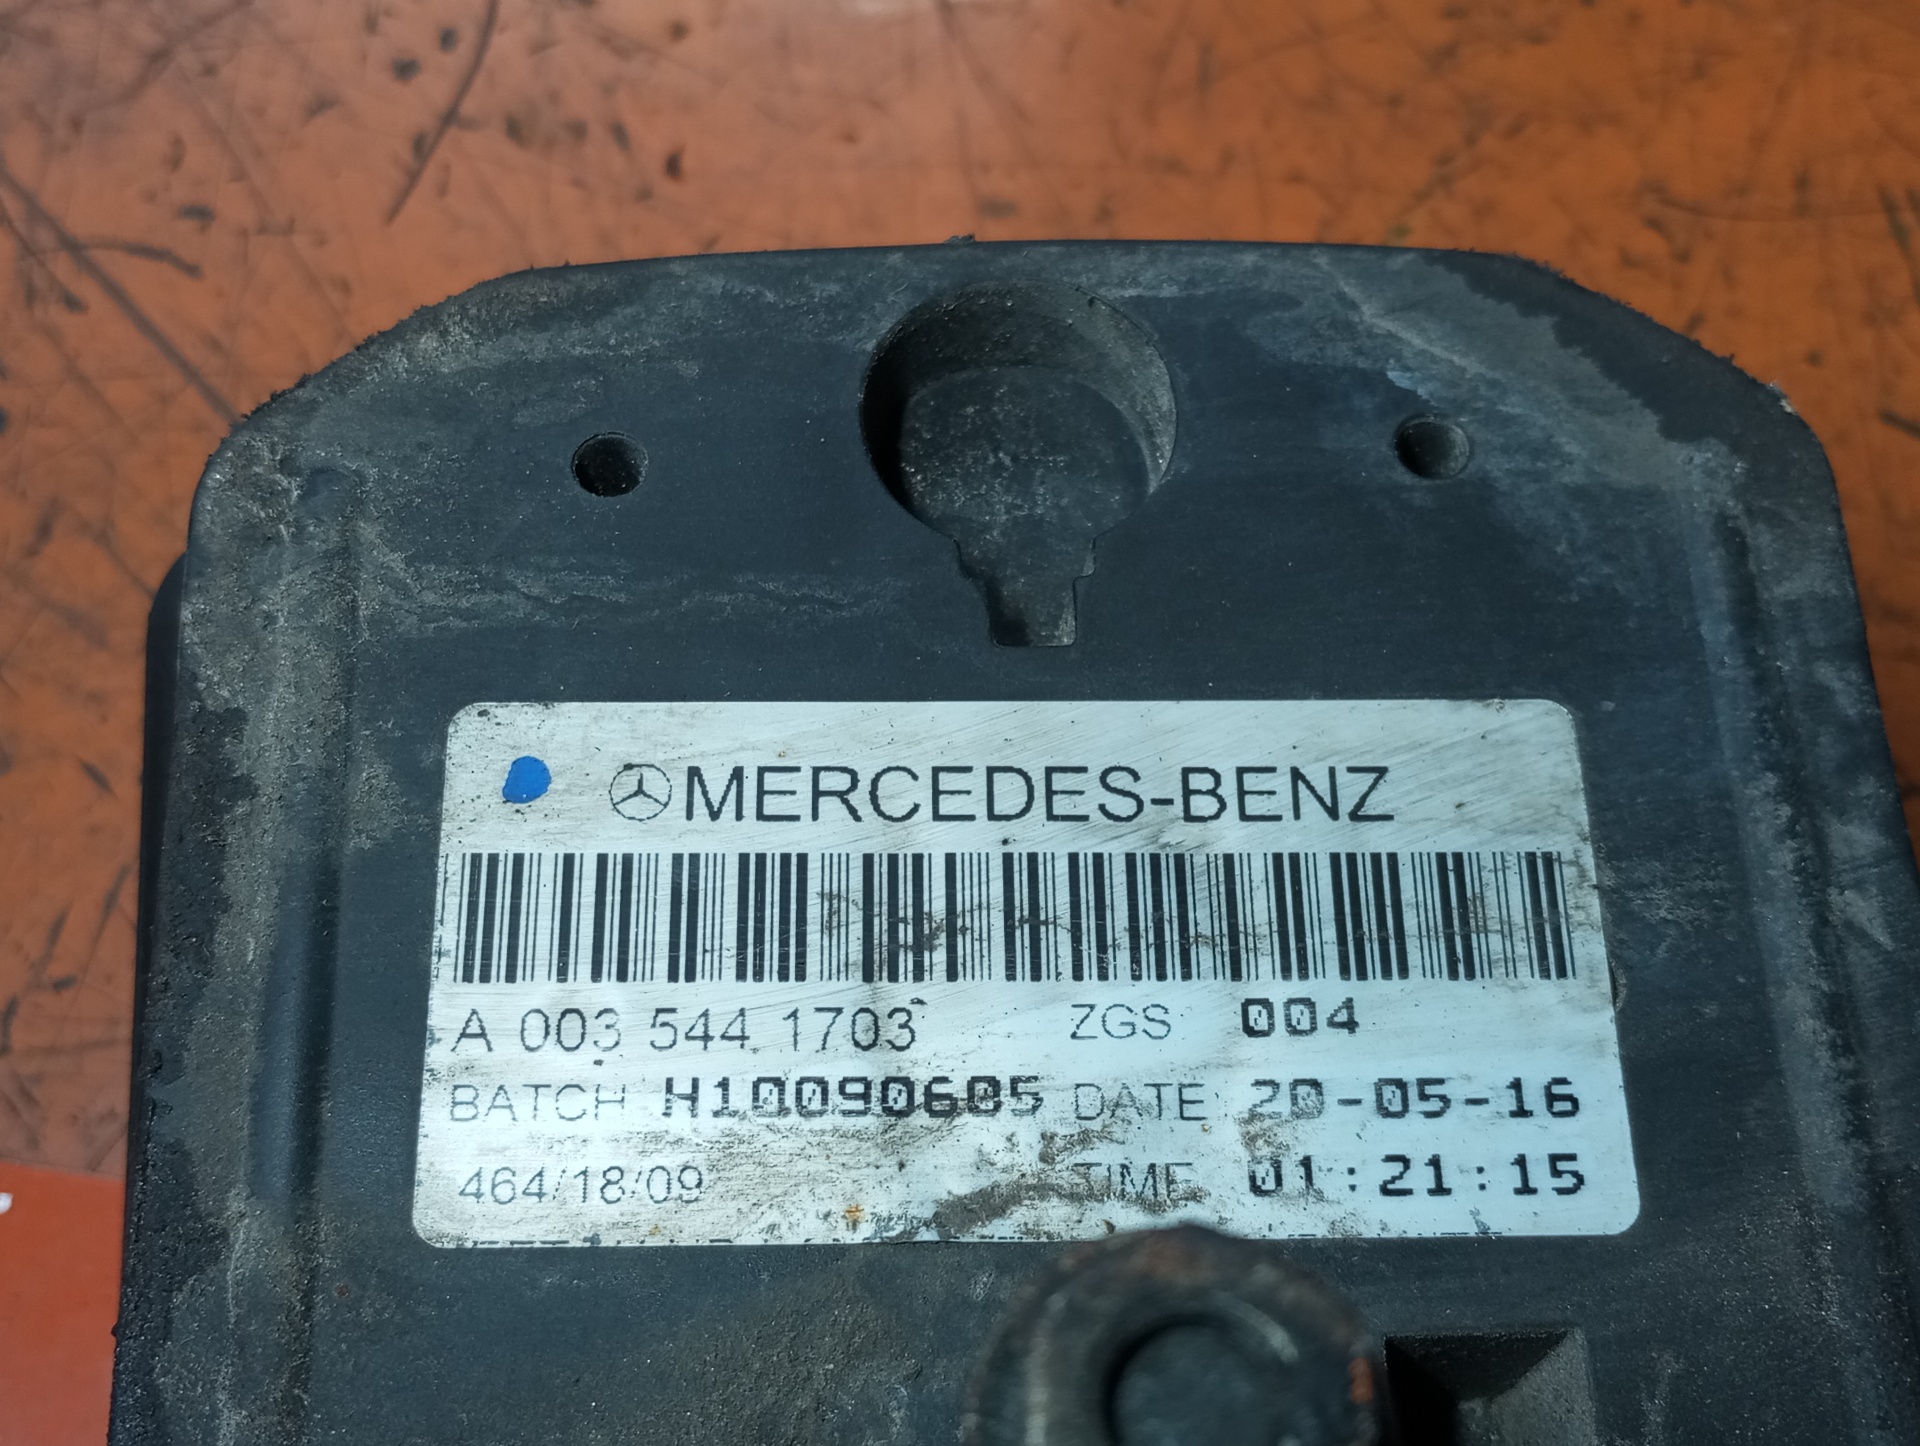 MERCEDES-BENZ
A 003 544 1703 ZGS 004
BATCH H10090605 DATE 20-05-16
464/18/09 TIME 01:21:15